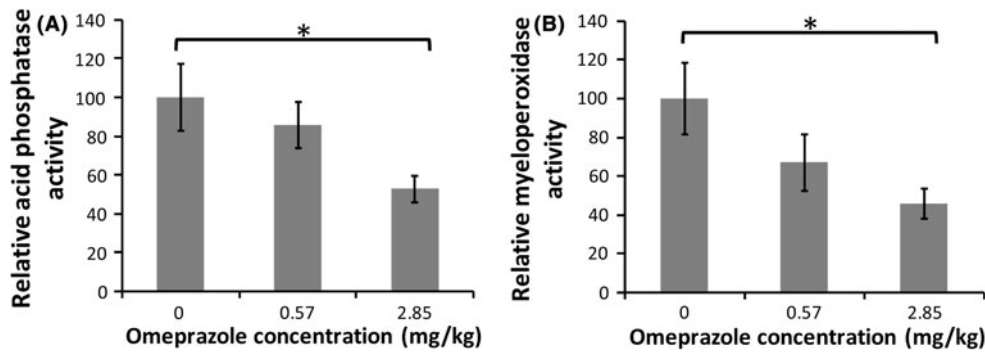 (A)
Relative acid phosphatase
activity
140
120
100
80
60
40
20
0
*
0 0.57 2.85
Omeprazole concentration (mg/kg)
(B)
Relative myeloperoxidase
activity
140
120
100
80
60
40
20
0
*
0 0.57 2.85
Omeprazole concentration (mg/kg)